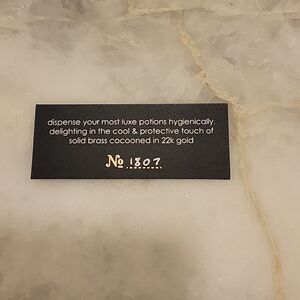 dispense your most luxe potions hygienically.
delighting in the cool & protective touch of
solid brass cocooned in 22k gold
No 1807